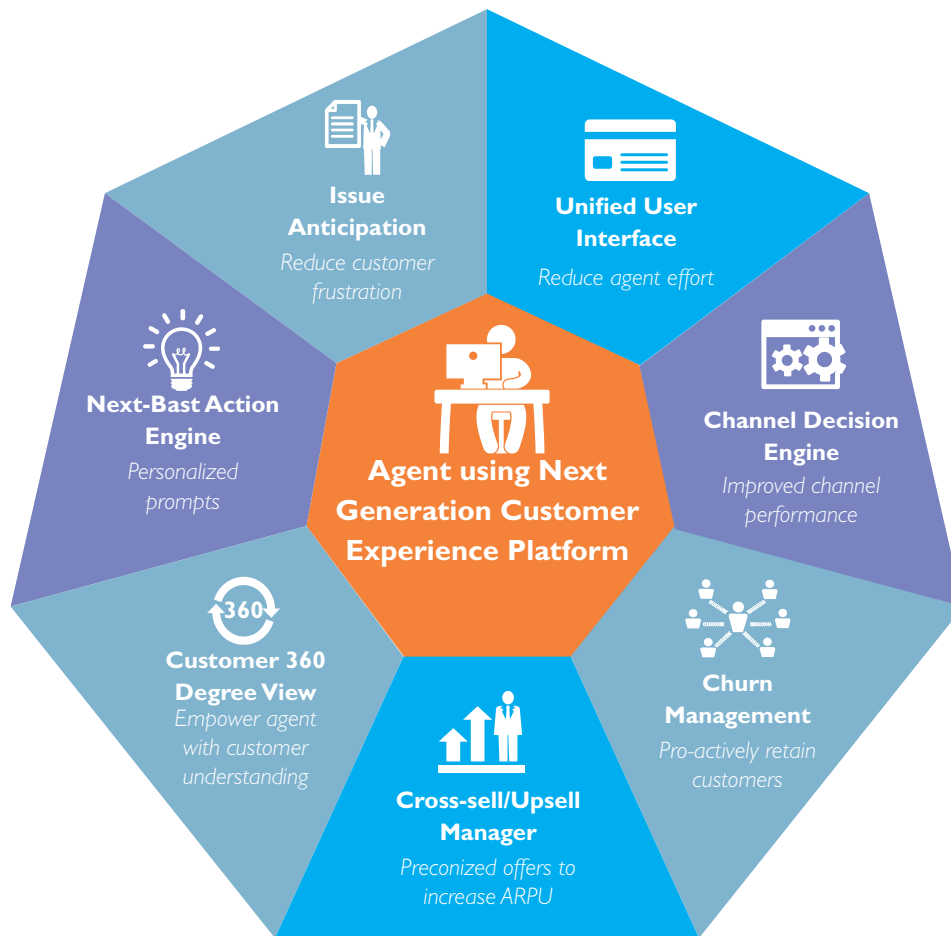 Issue
Anticipation
Reduce customer
frustration
Unified User
Interface
Reduce agent effort
Next-Bast Action
Engine
Personalized
prompts
Channel Decision
Engine
Improved channel
performance
Agent using Next
Generation Customer
Experience Platform
360
Customer 360
Degree View
Empower agent
with customer
understanding
Churn
Management
Pro-actively retain
customers
Cross-sell/Upsell
Manager
Preconized offers to
increase ARPU